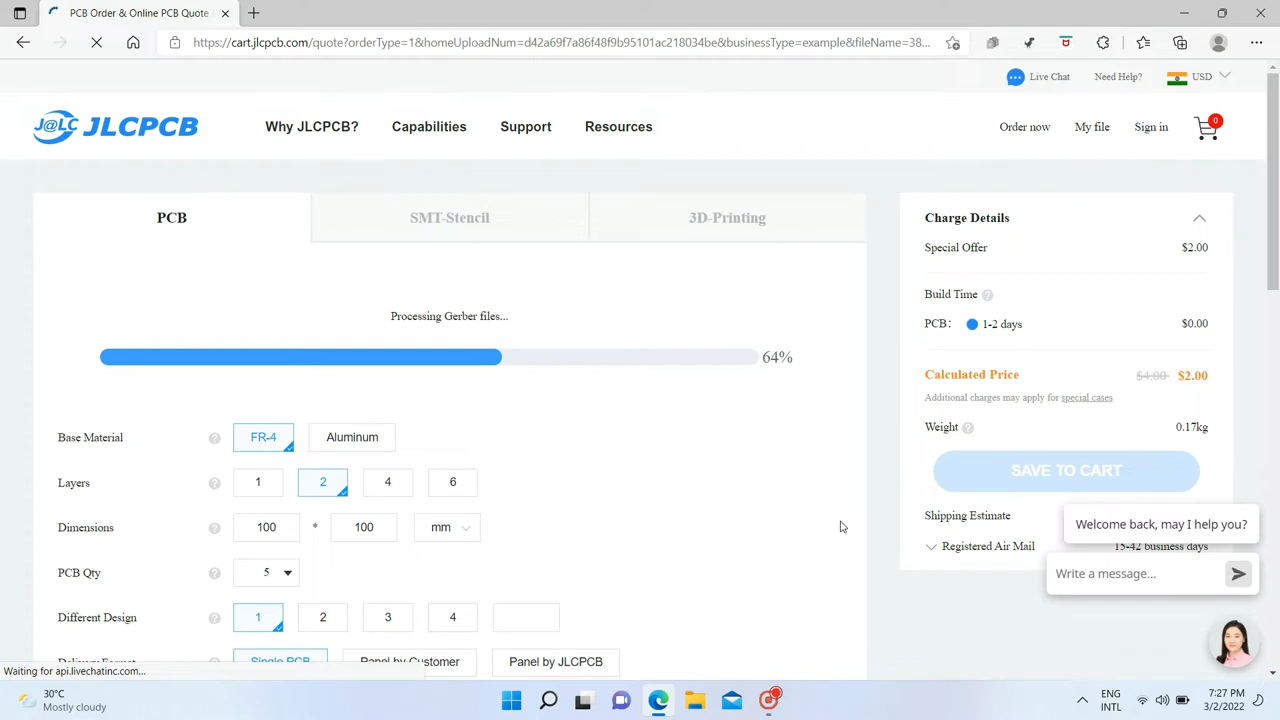 PCB Order & Online PCB Quote
https://cart.jlcpcb.com/quote?orderType=1&homeUploadNum=d42a69f7a86f48f9b95101ac218034be&businessType=example&fileName=38...
Live Chat Need Help? USD
J@LC JLCPCB Why JLCPCB? Capabilities Support Resources Order now My file Sign in 0
PCB SMT-Stencil 3D-Printing
Charge Details
Special Offer $2.00
Build Time ?
PCB: 1-2 days $0.00
Processing Gerber files...
64%
Calculated Price $4.00 $2.00
Additional charges may apply for special cases
Weight ? 0.17kg
SAVE TO CART
Shipping Estimate
Registered Air Mail 15-42 business days
Welcome back, may I help you?
Write a message...
Base Material ? FR-4 Aluminum
Layers ? 1 2 4 6
Dimensions ? 100 * 100 mm
PCB Qty ? 5
Different Design ? 1 2 3 4
Delivery Format Single PCB Panel by Customer Panel by JLCPCB
Waiting for api.livechatinc.com...
30°C
Mostly cloudy
ENG
INTL
7:27 PM
3/2/2022